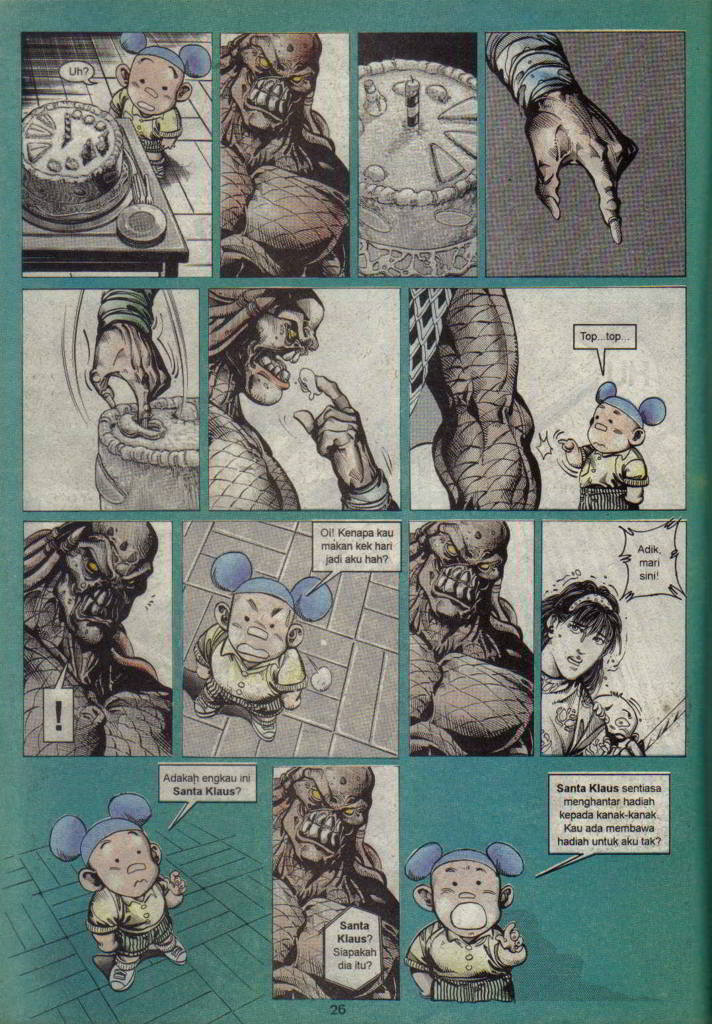 Uh?
Top...top...
Oi! Kenapa kau
makan kek hari
jadi aku hah?
Adik,
mari
sini!
!
Adakah engkau ini
Santa Klaus?
Santa
Klaus?
Siapakah
dia itu?
Santa Klaus sentiasa
menghantar hadiah
kepada kanak-kanak.
Kau ada membawa
hadiah untuk aku tak?
26